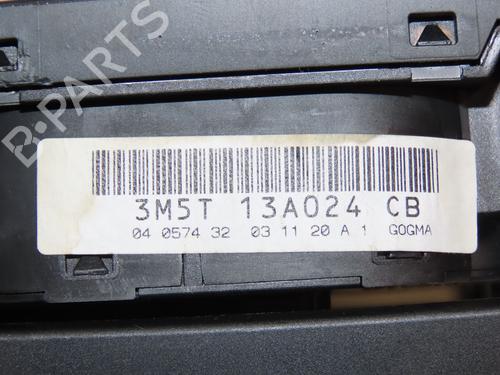 B-PARTS
3M5T 13A024 CB
04 0574 32 03 11 20 A 1 GOGMA